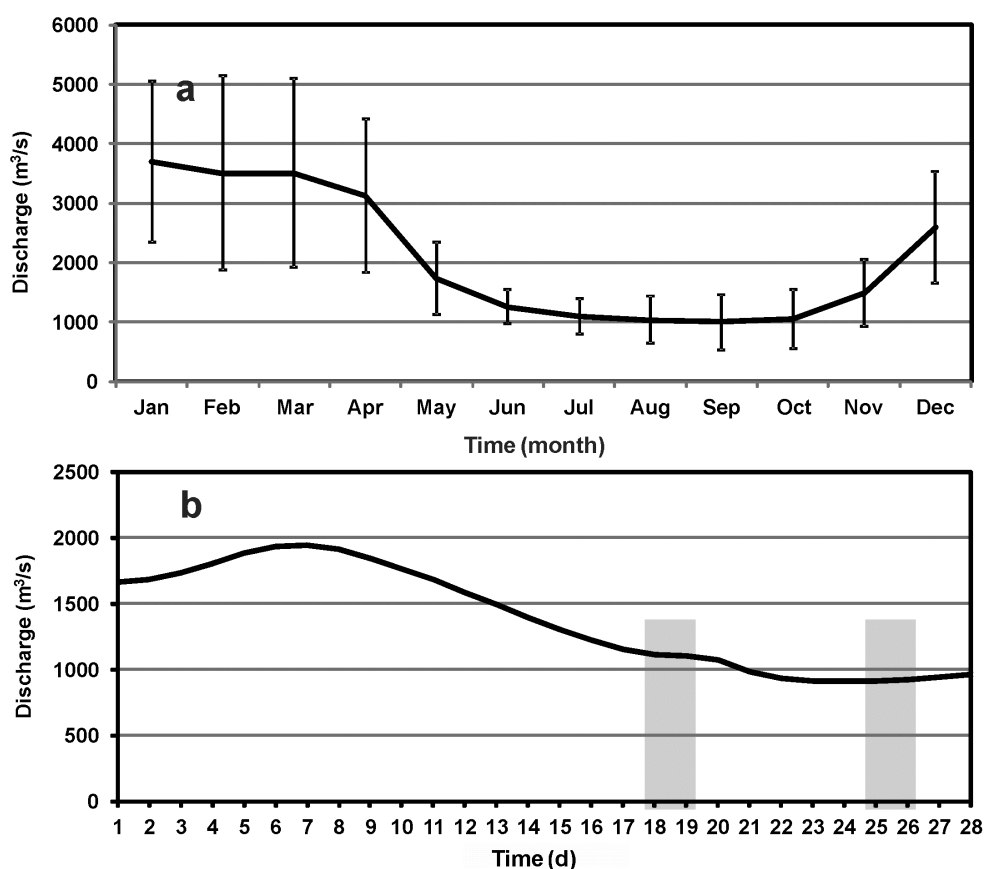 6000
a
5000
4000
3000
2000
1000
0
Discharge (m³/s)
Jan Feb Mar Apr May Jun Jul Aug Sep Oct Nov Dec
Time (month)
2500
b
2000
1500
1000
500
0
Discharge (m³/s)
1 2 3 4 5 6 7 8 9 10 11 12 13 14 15 16 17 18 19 20 21 22 23 24 25 26 27 28
Time (d)